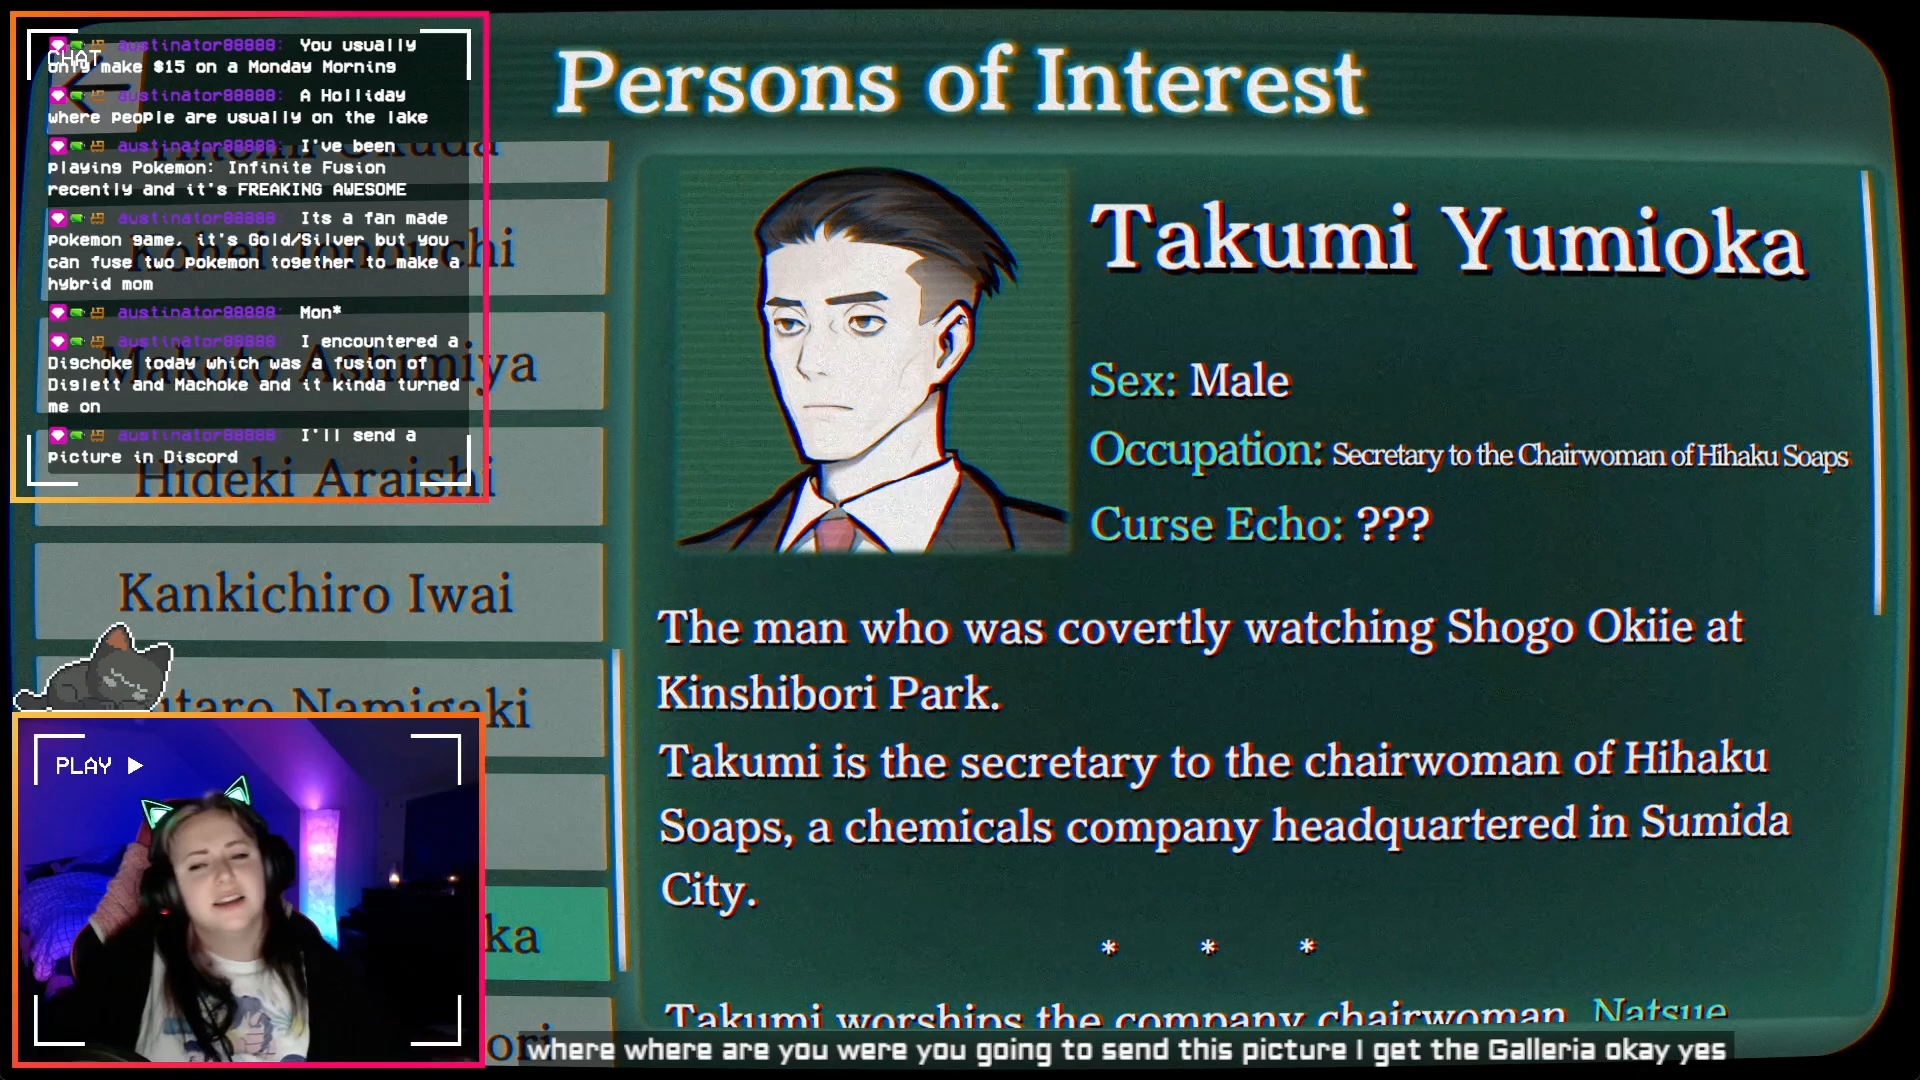 CHAT
austinator88888: You usually
only make $15 on a Monday Morning
austinator88888: A Holliday
where people are usually on the lake
austinator88888: I've been
playing Pokemon: Infinite Fusion
recently and it's FREAKING AWESOME
austinator88888: Its a fan made
pokemon game, it's Gold/Silver but you
can fuse two pokemon together to make a
hybrid mom
austinator88888: Mon*
austinator88888: I encountered a
Digchoke today which was a fusion of
Diglett and Machoke and it kinda turned
me on
austinator88888: I'll send a
picture in Discord
Persons of Interest
Hideki Araishi
Kankichiro Iwai
utaro Namigaki
ka
ori
Takumi Yumioka
Sex: Male
Occupation: Secretary to the Chairwoman of Hihaku Soaps
Curse Echo: ???
The man who was covertly watching Shogo Okiie at
Kinshibori Park.
Takumi is the secretary to the chairwoman of Hihaku
Soaps, a chemicals company headquartered in Sumida
City.
* * *
Takumi worships the company chairwoman, Natsue
PLAY
where where are you were you going to send this picture I get the Galleria okay yes